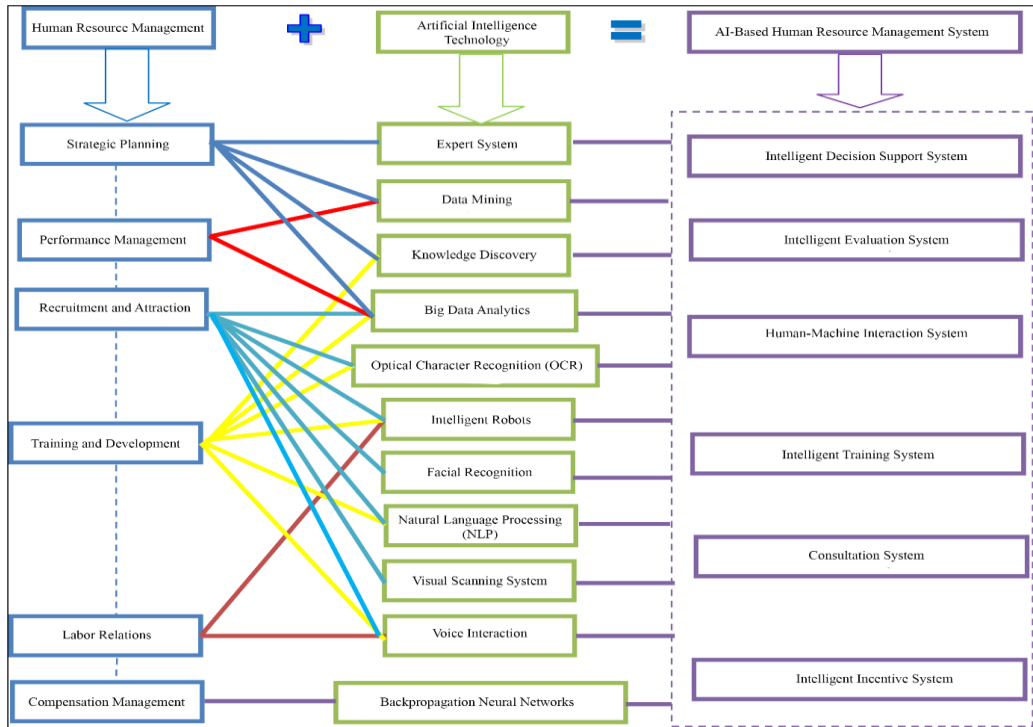 Human Resource Management
Artificial Intelligence
Technology
AI-Based Human Resource Management System
Strategic Planning
Expert System
Intelligent Decision Support System
Data Mining
Performance Management
Knowledge Discovery
Intelligent Evaluation System
Recruitment and Attraction
Big Data Analytics
Human-Machine Interaction System
Optical Character Recognition (OCR)
Intelligent Robots
Training and Development
Intelligent Training System
Facial Recognition
Natural Language Processing
(NLP)
Consultation System
Visual Scanning System
Labor Relations
Voice Interaction
Intelligent Incentive System
Compensation Management
Backpropagation Neural Networks